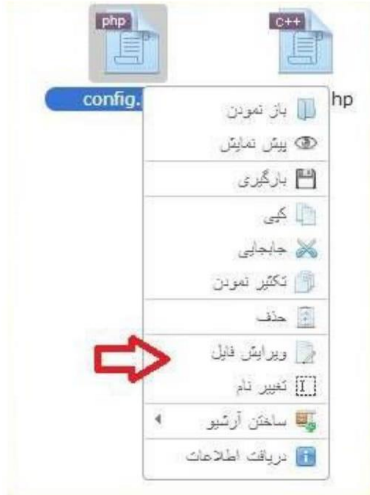 php
C++
config.
hp
باز نمودن
پیش نمایش
بارگیری
کپی
جابجایی
تکثیر نمودن
حذف
ویرایش فایل
تغییر نام
ساختن آرشیو
دریافت اطلاعات